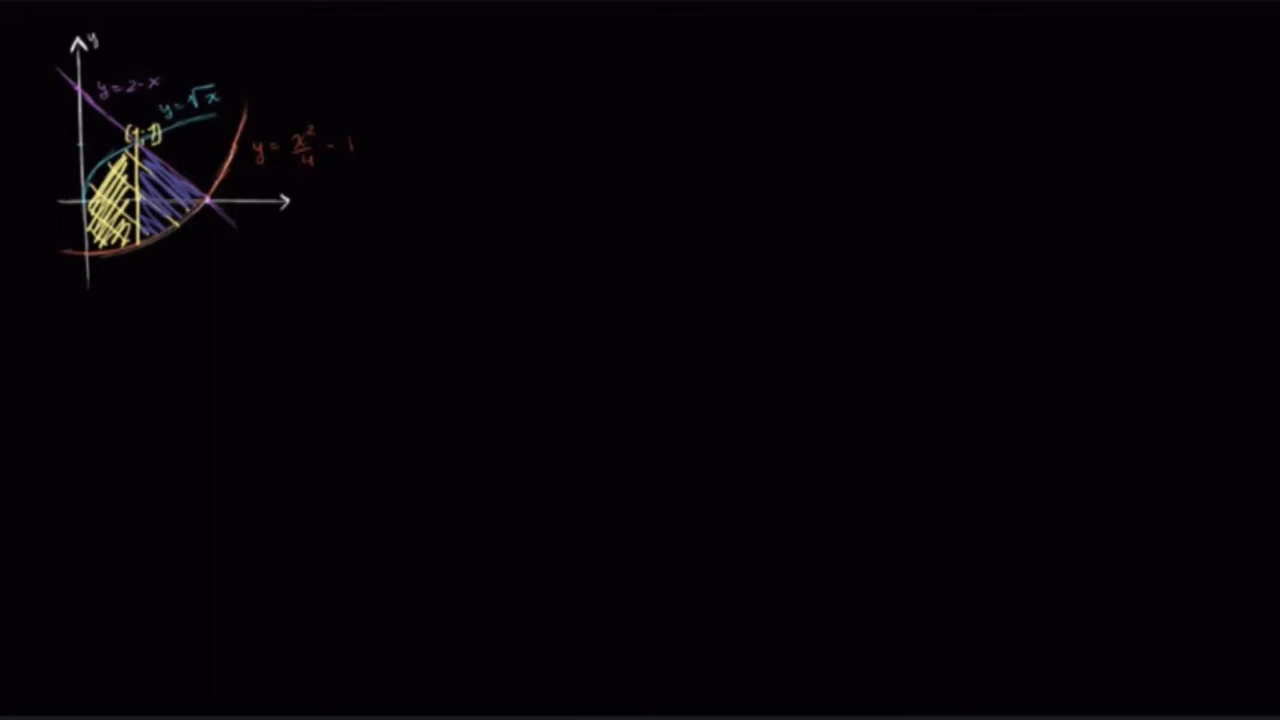 y
y = 2 - x
y = √x
(1, 1)
y = x²/4 - 1